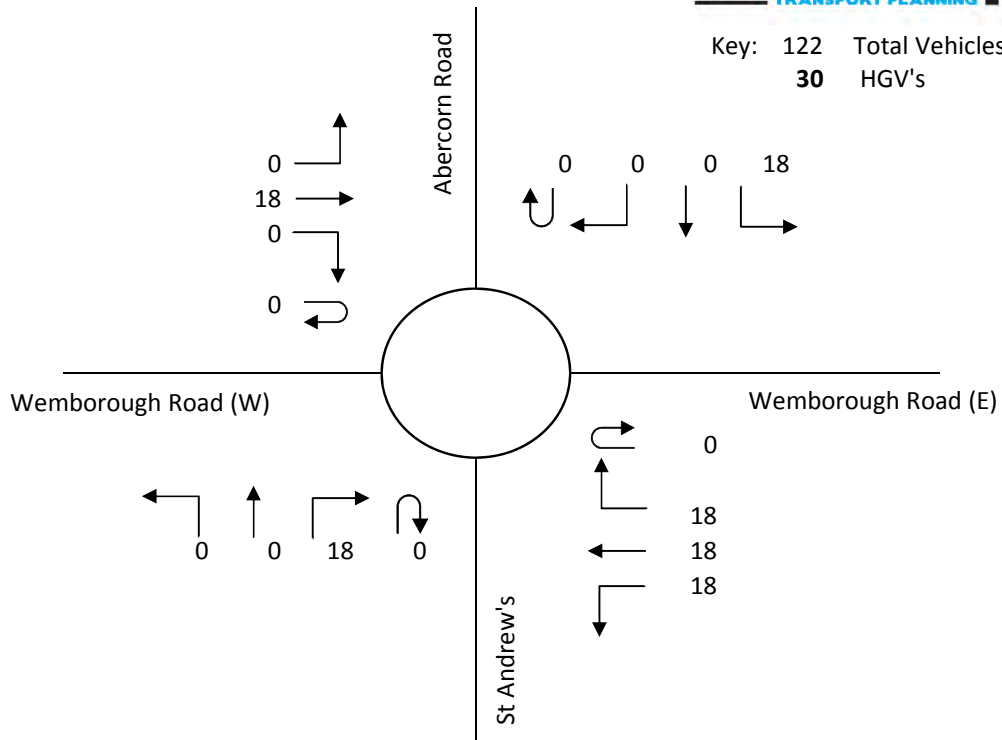 TRANSPORT PLANNING
Key: 122 Total Vehicles
30 HGV's
Abercorn Road
0
18
0
0
0 0 0 18
Wemborough Road (W)
Wemborough Road (E)
0
18
18
18
0 0 18 0
St Andrew's